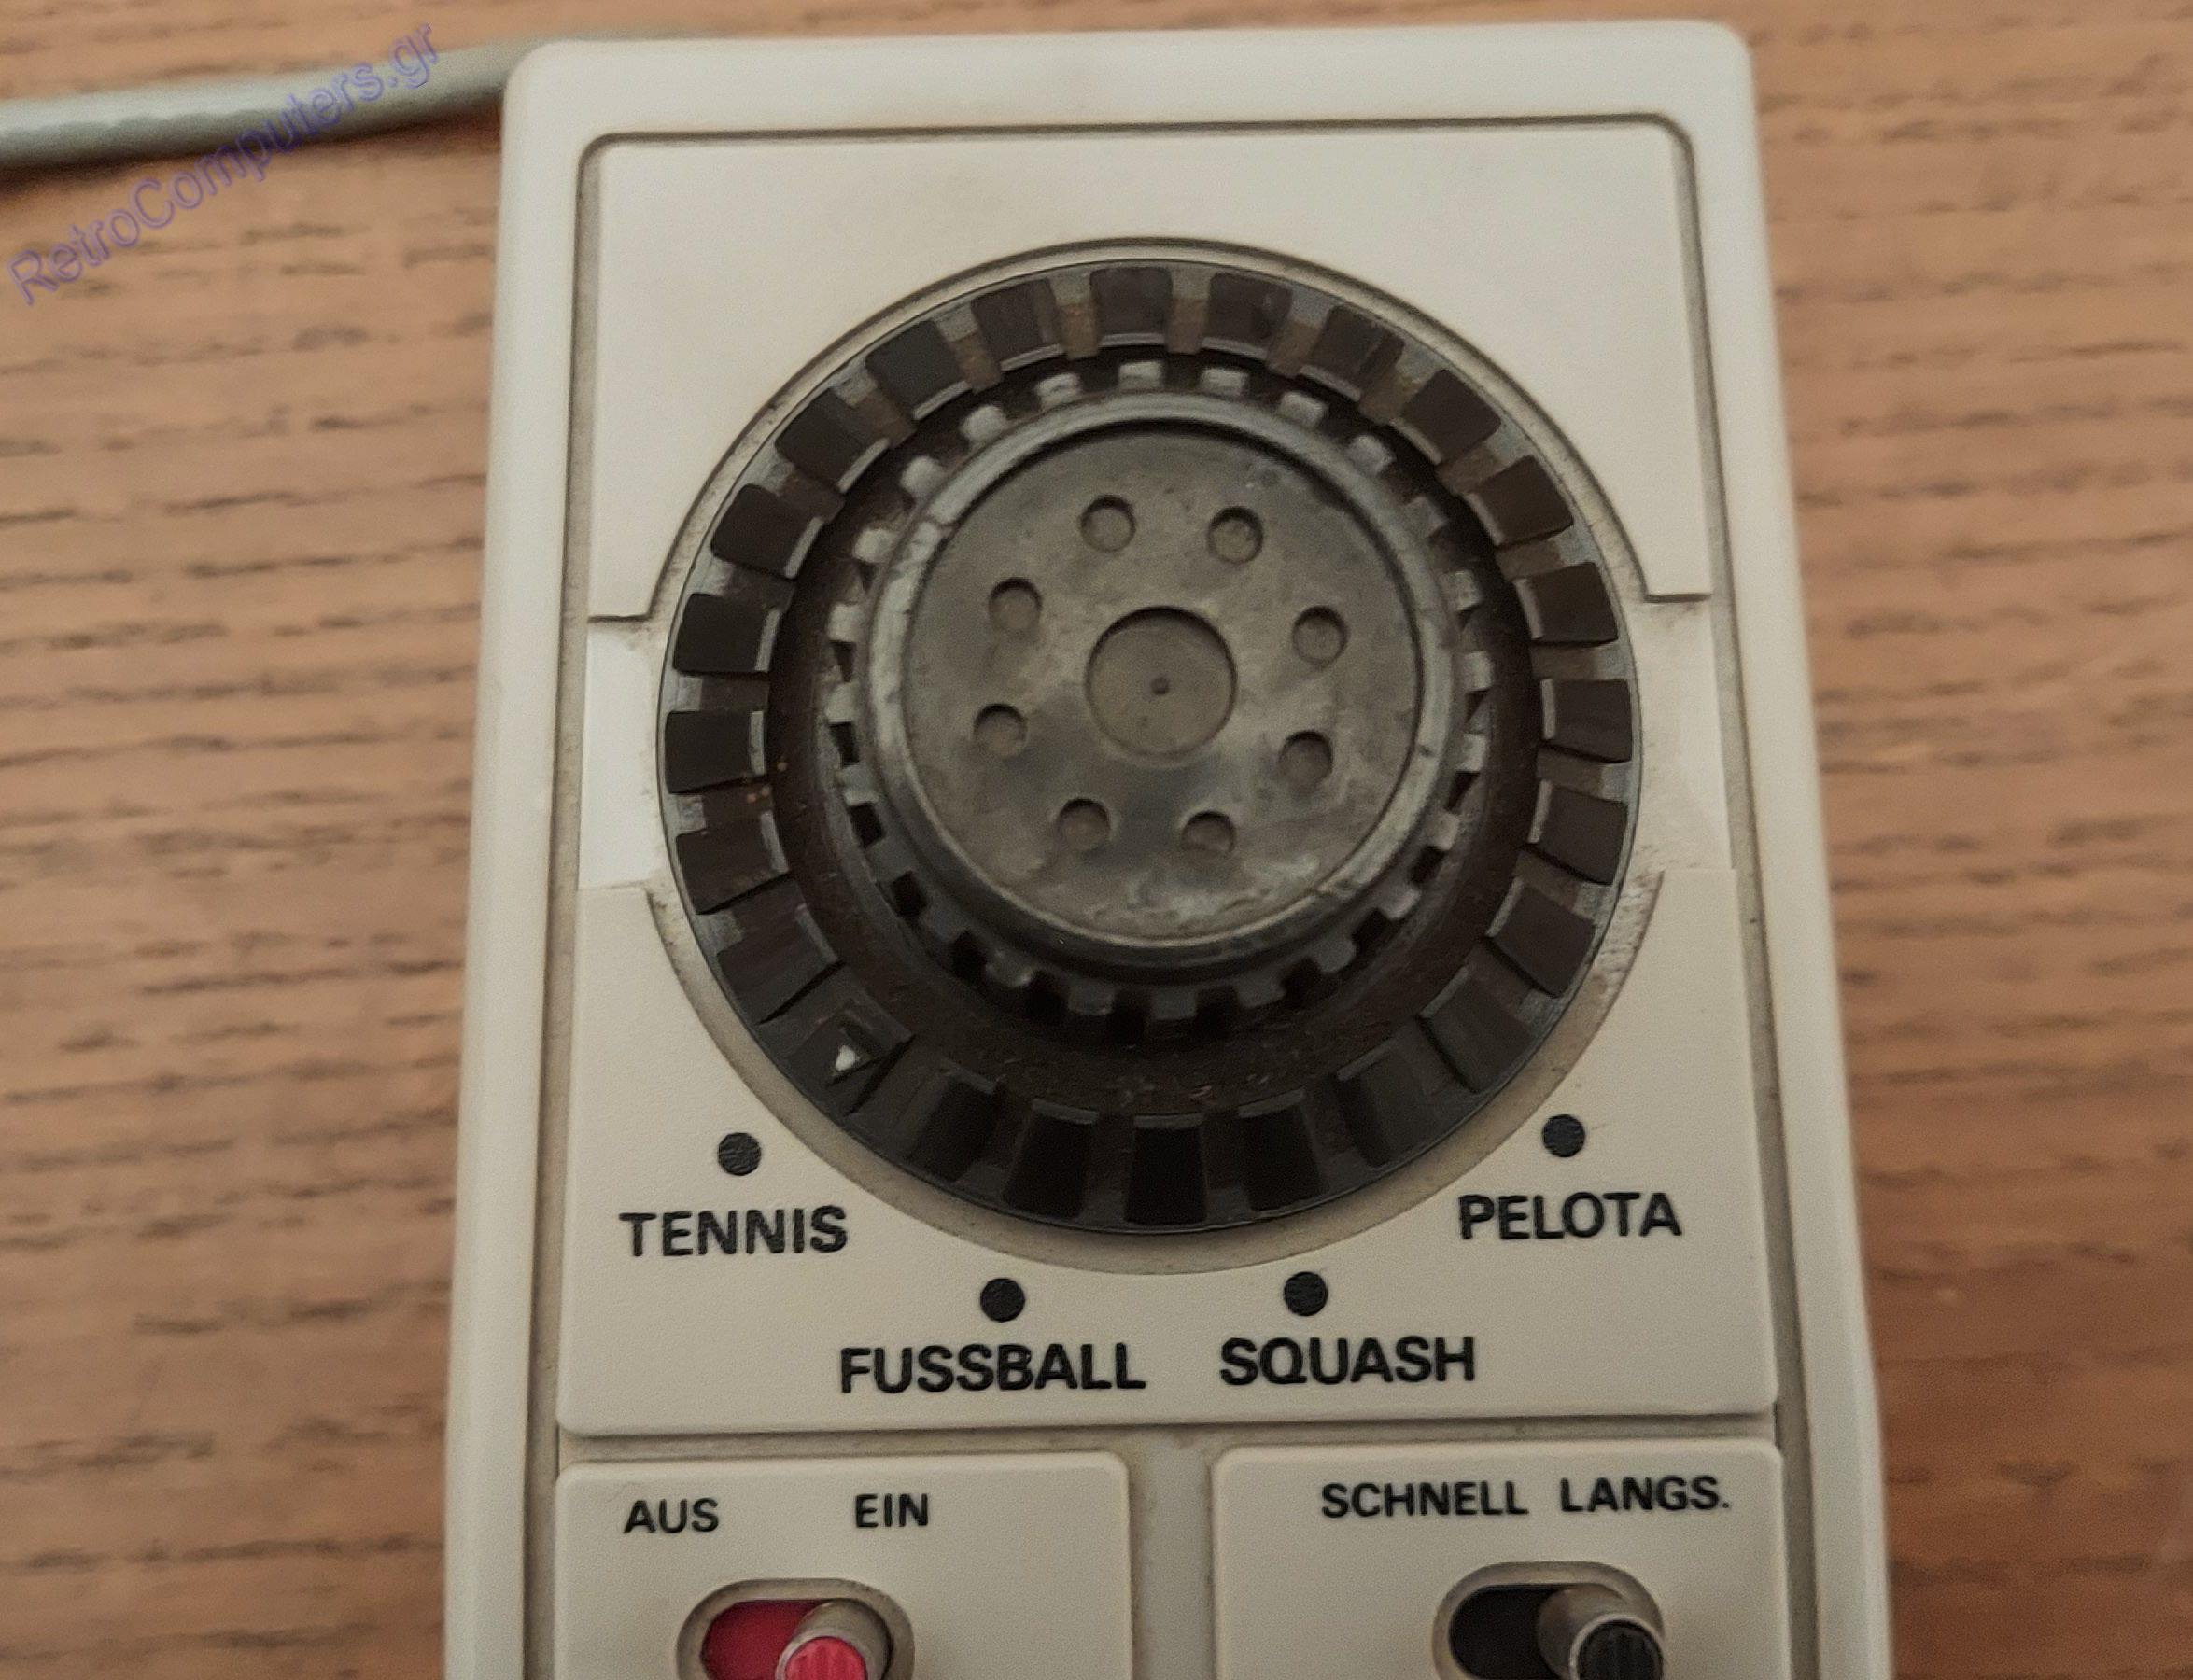 RetroComputers.gr
TENNIS
PELOTA
FUSSBALL
SQUASH
AUS EIN
SCHNELL LANGS.